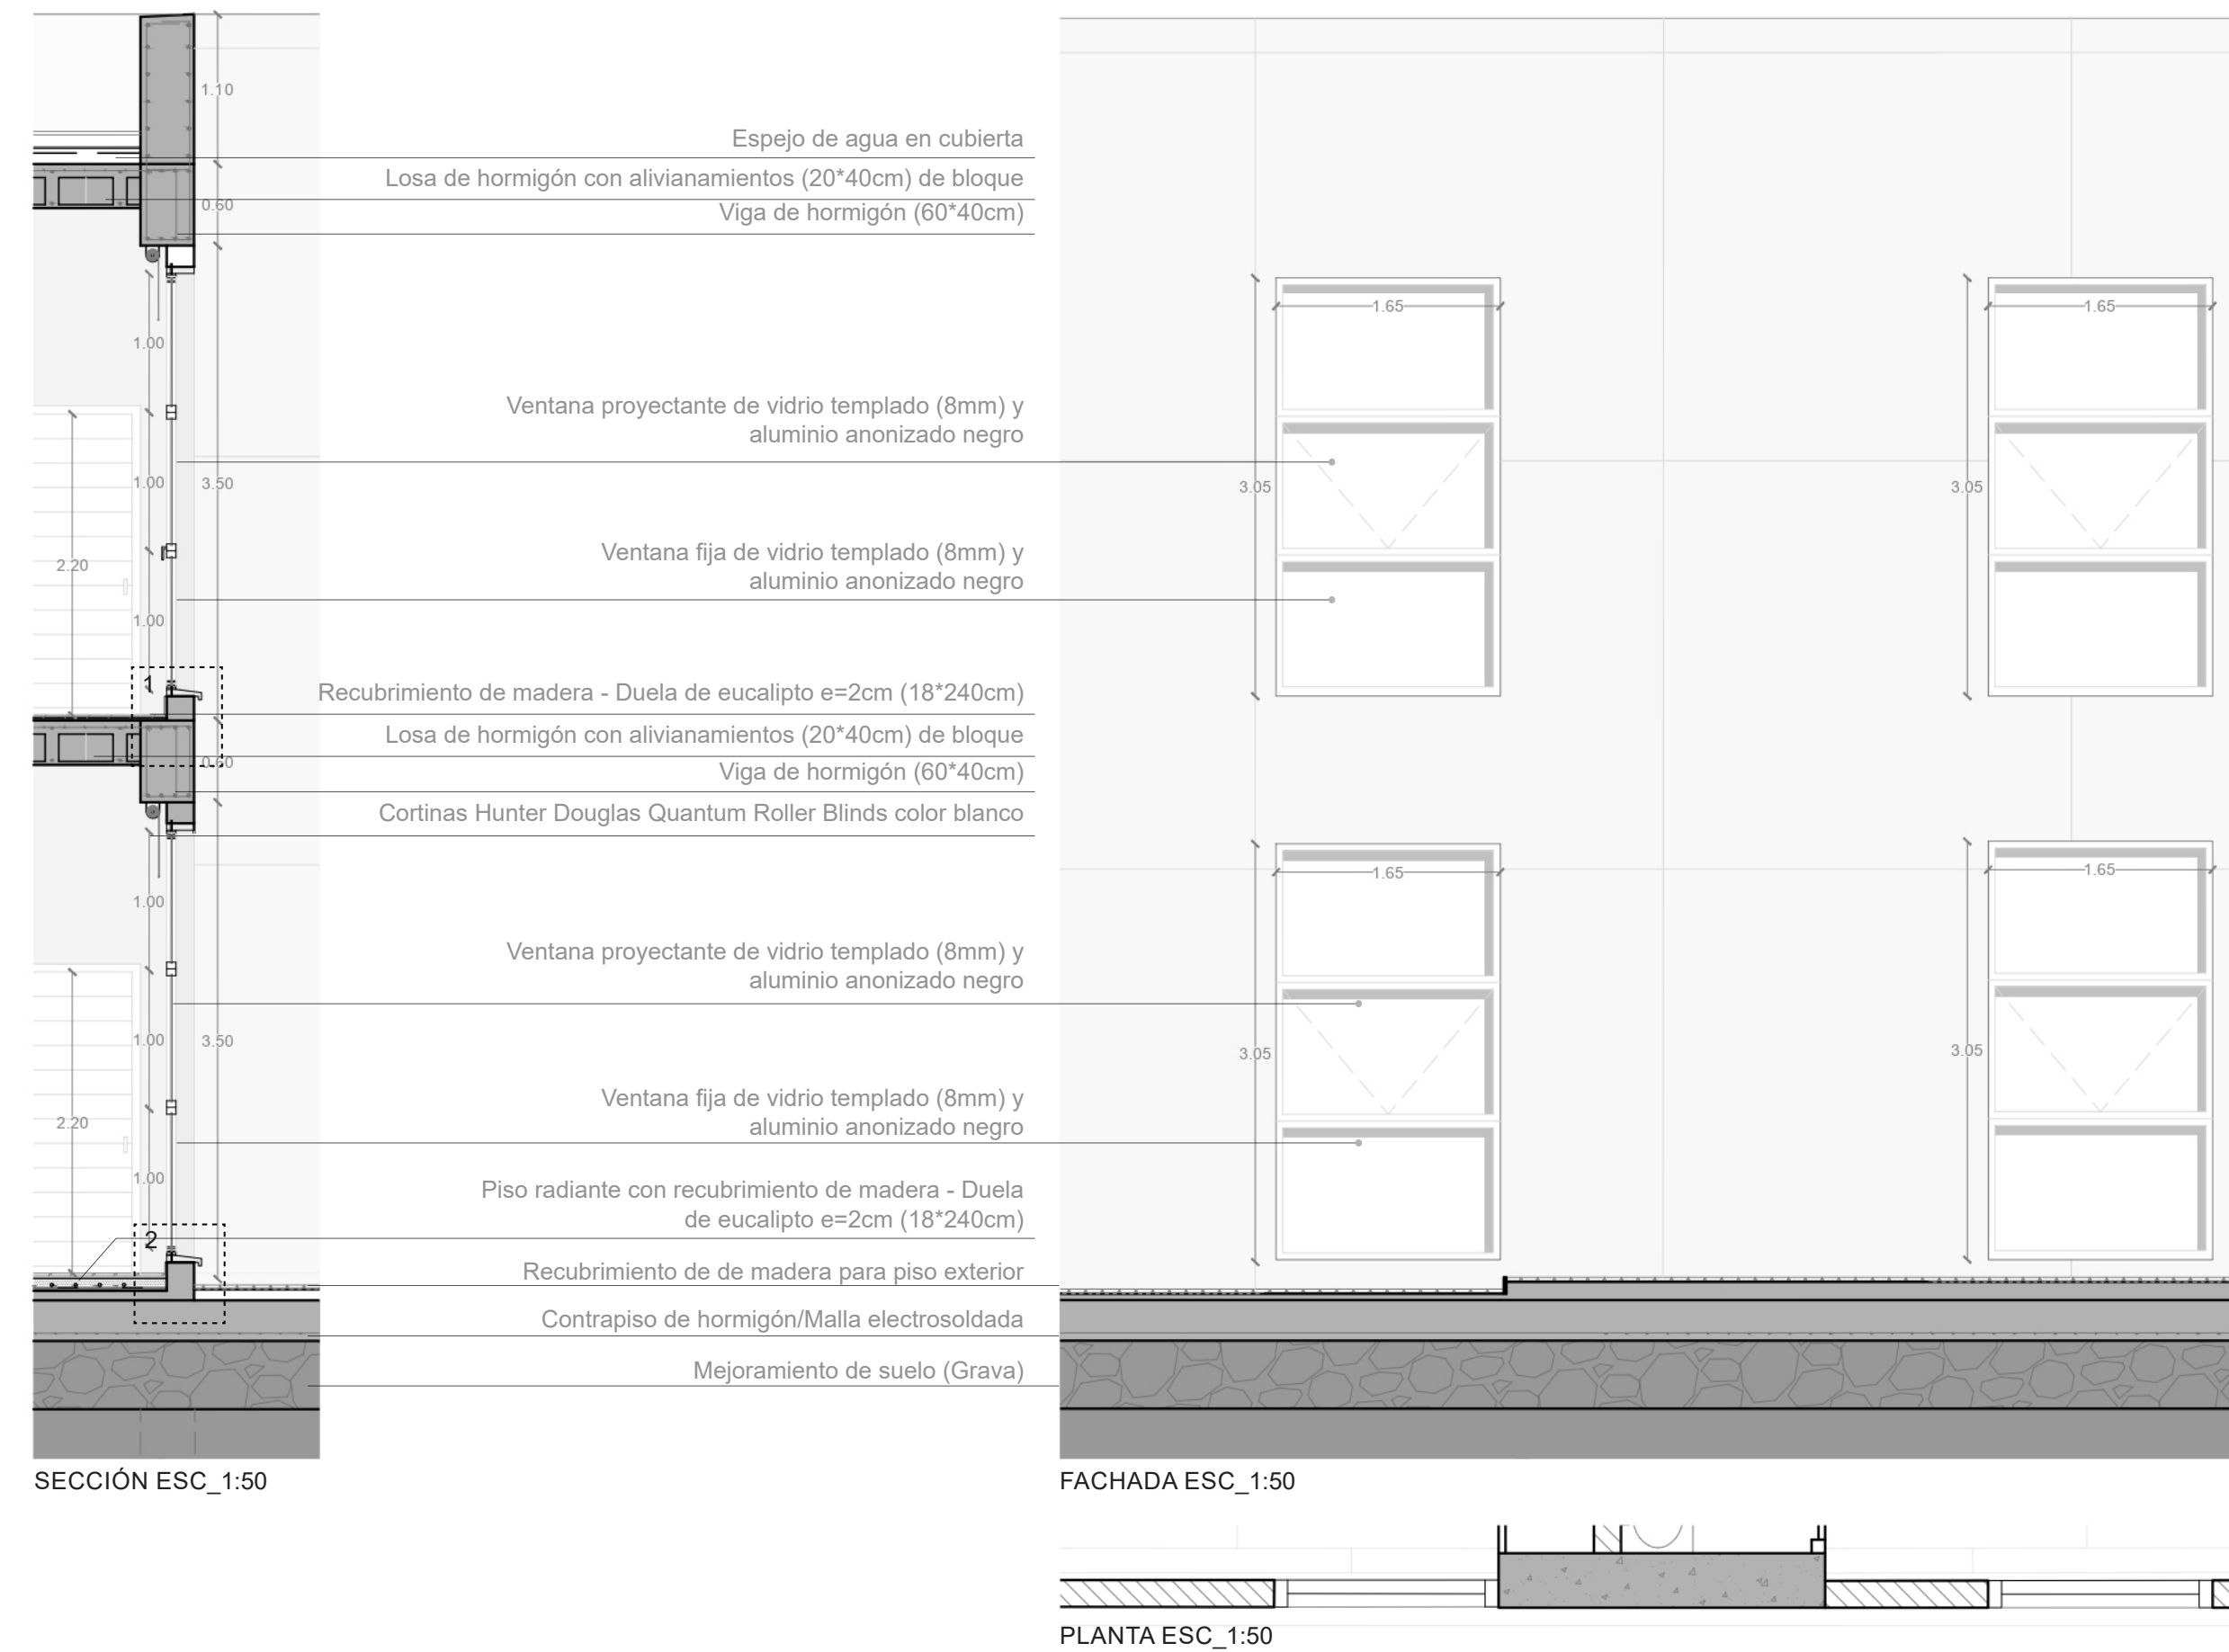 1.10
Espejo de agua en cubierta
Losa de hormigón con alivianamientos (20*40cm) de bloque
0.60
Viga de hormigón (60*40cm)
1.65
1.65
1.00
Ventana proyectante de vidrio templado (8mm) y
aluminio anonizado negro
1.00
3.50
3.05
3.05
Ventana fija de vidrio templado (8mm) y
aluminio anonizado negro
2.20
1.00
1
Recubrimiento de madera - Duela de eucalipto e=2cm (18*240cm)
Losa de hormigón con alivianamientos (20*40cm) de bloque
0.60
Viga de hormigón (60*40cm)
Cortinas Hunter Douglas Quantum Roller Blinds color blanco
1.65
1.65
1.00
Ventana proyectante de vidrio templado (8mm) y
aluminio anonizado negro
1.00
3.50
3.05
3.05
Ventana fija de vidrio templado (8mm) y
aluminio anonizado negro
2.20
1.00
Piso radiante con recubrimiento de madera - Duela
de eucalipto e=2cm (18*240cm)
2
Recubrimiento de de madera para piso exterior
Contrapiso de hormigón/Malla electrosoldada
Mejoramiento de suelo (Grava)
SECCIÓN ESC_1:50
FACHADA ESC_1:50
PLANTA ESC_1:50